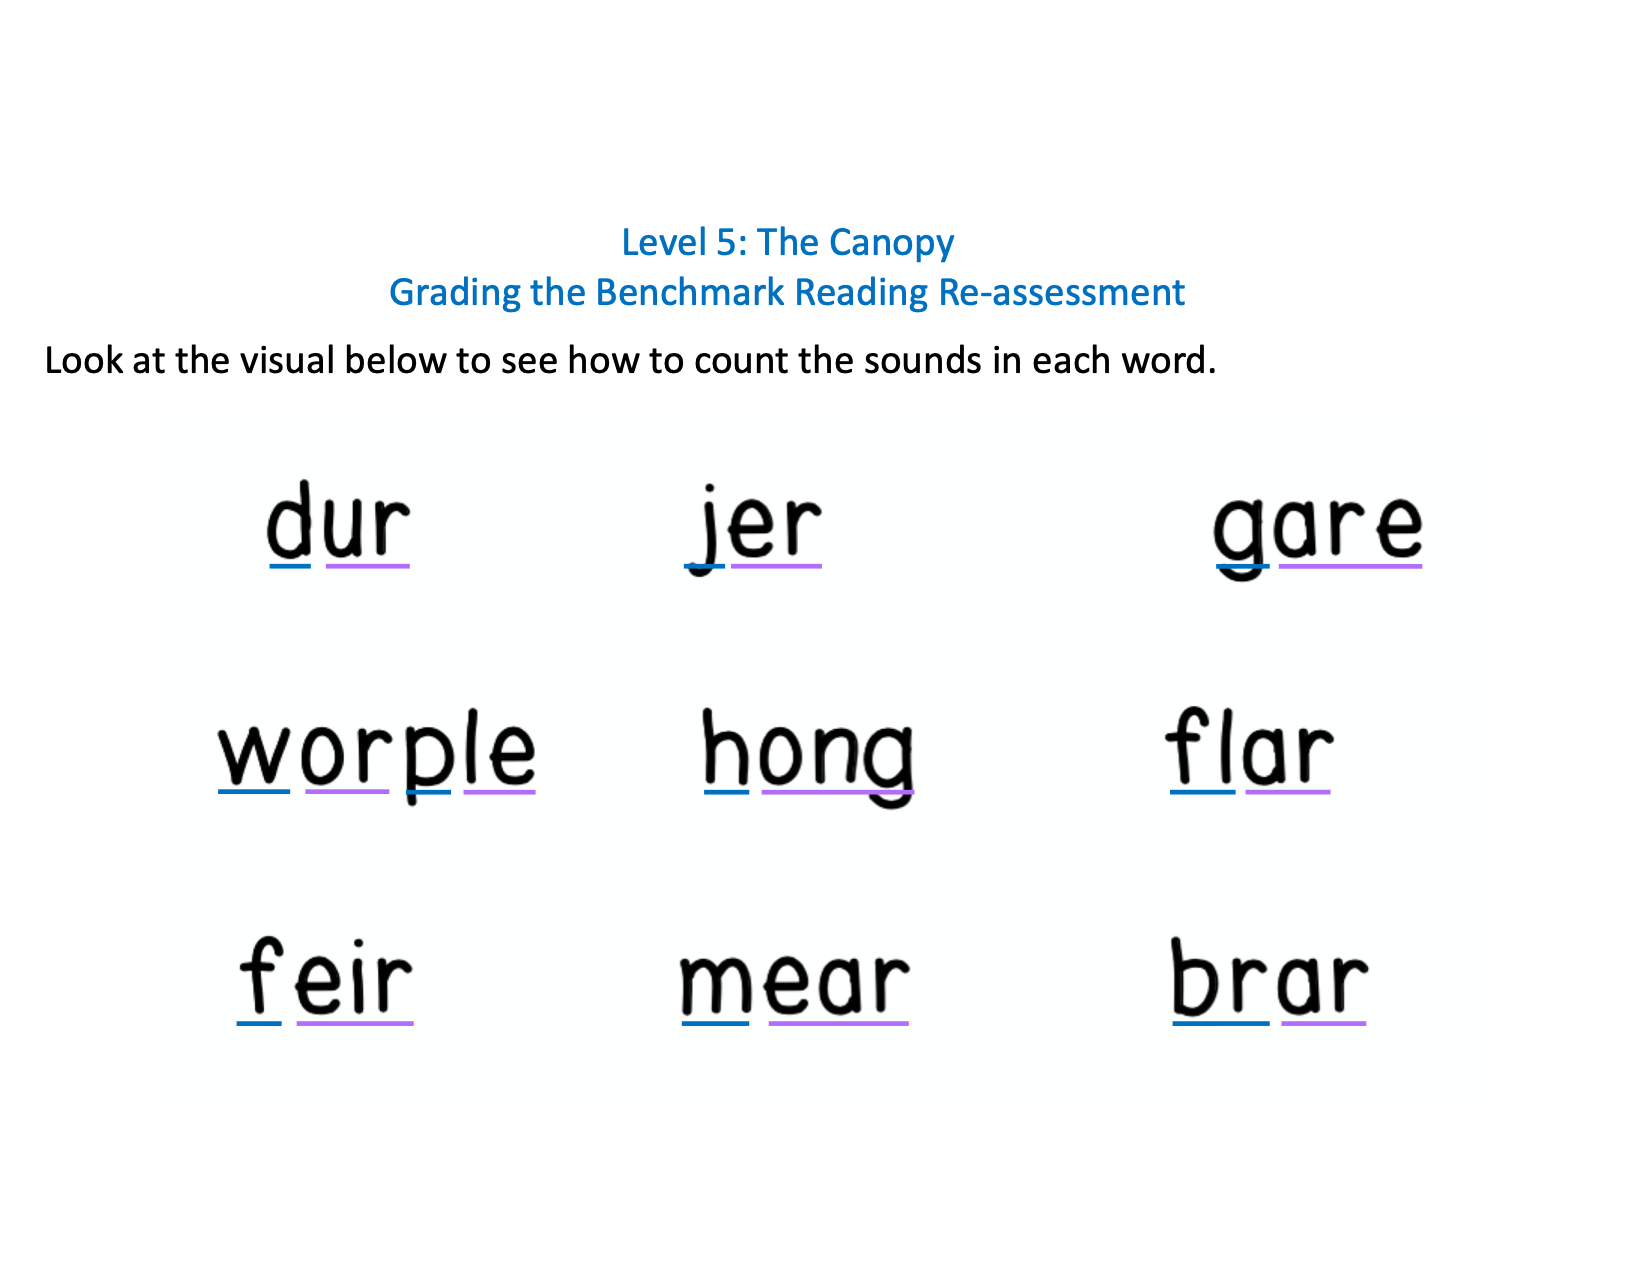 Level 5: The Canopy
Grading the Benchmark Reading Re-assessment
Look at the visual below to see how to count the sounds in each word.
dur jer gare
worple hong flar
feir mear brar